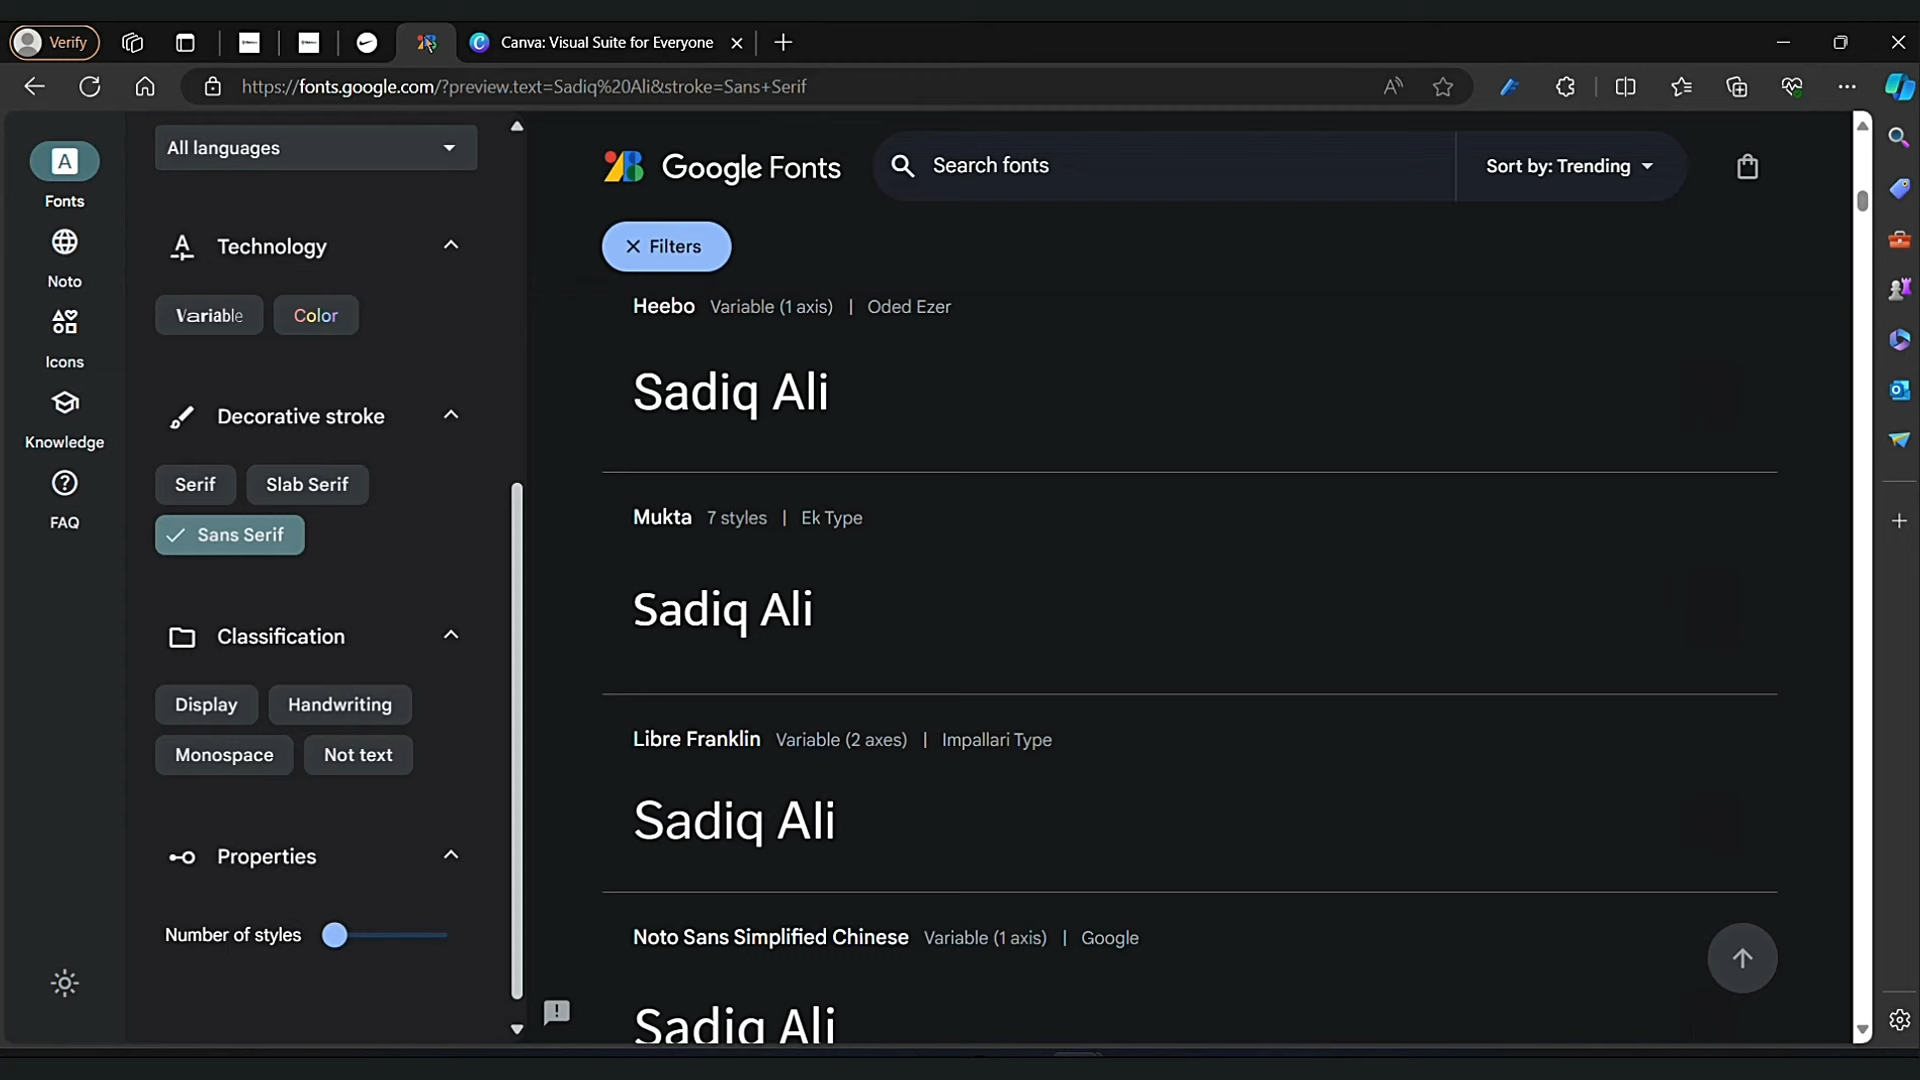 Verify
Canva: Visual Suite for Everyone
https://fonts.google.com/?preview.text=Sadiq%20Ali&stroke=Sans+Serif
A
Fonts
Noto
Icons
Knowledge
FAQ
All languages
Technology
Variable Color
Decorative stroke
Serif Slab Serif
Sans Serif
Classification
Display Handwriting
Monospace Not text
Properties
Number of styles
Google Fonts
Search fonts
Sort by: Trending
Filters
Heebo Variable (1 axis) | Oded Ezer
Sadiq Ali
Mukta 7 styles | Ek Type
Sadiq Ali
Libre Franklin Variable (2 axes) | Impallari Type
Sadiq Ali
Noto Sans Simplified Chinese Variable (1 axis) | Google
Sadiq Ali